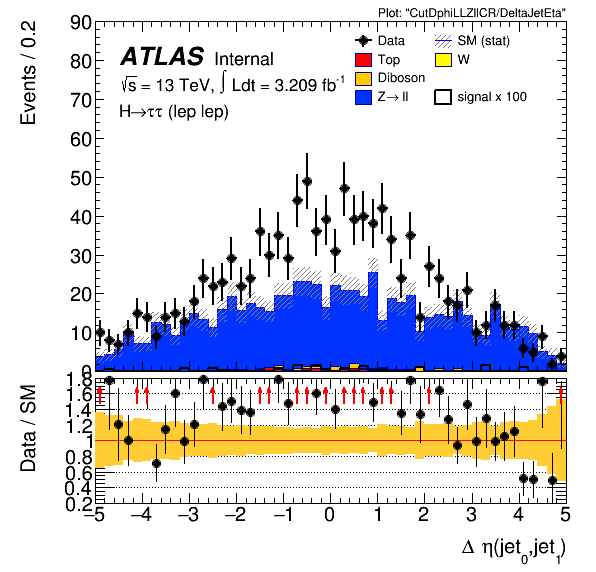 Plot: "CutDphiLLZllCR/DeltaJetEta"
Events / 0.2
90
80
70
60
50
40
30
20
10
0
ATLAS Internal
√s = 13 TeV, ∫ Ldt = 3.209 fb⁻¹
H→ττ (lep lep)
Data
SM (stat)
Top
W
Diboson
Z→ ll
signal x 100
Data / SM
1.8
1.6
1.4
1.2
1
0.8
0.6
0.4
0.2
−5 −4 −3 −2 −1 0 1 2 3 4 5
Δ η(jet₀,jet₁)